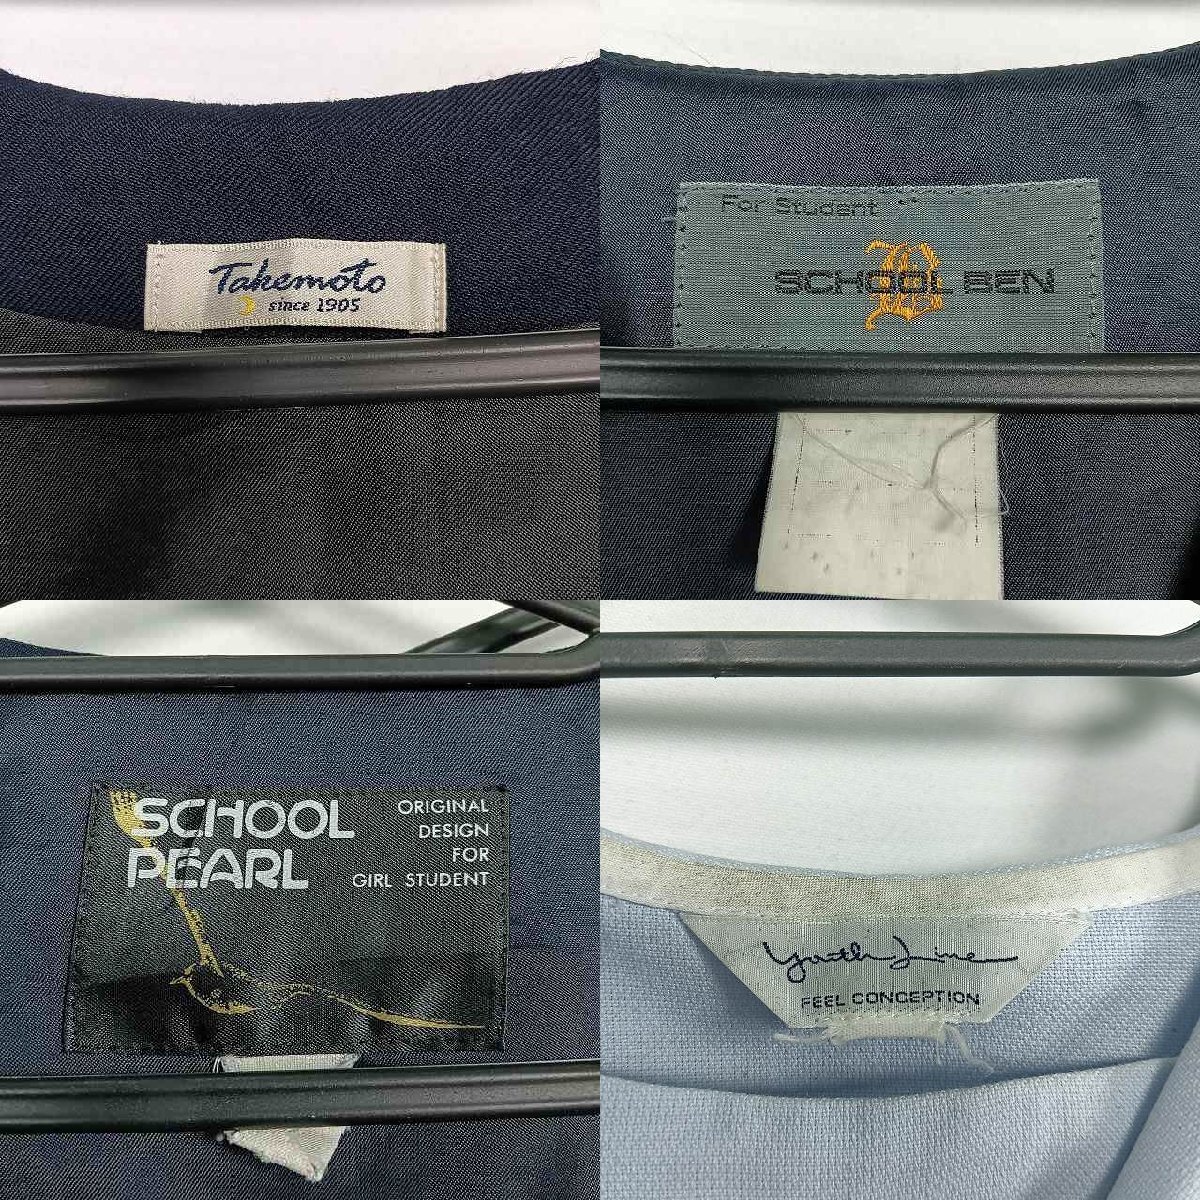 Takemoto
since 1905
For Student
SCHOOL BEN
SCHOOL
PEARL
ORIGINAL
DESIGN
FOR
GIRL STUDENT
Youth Line
FEEL CONCEPTION